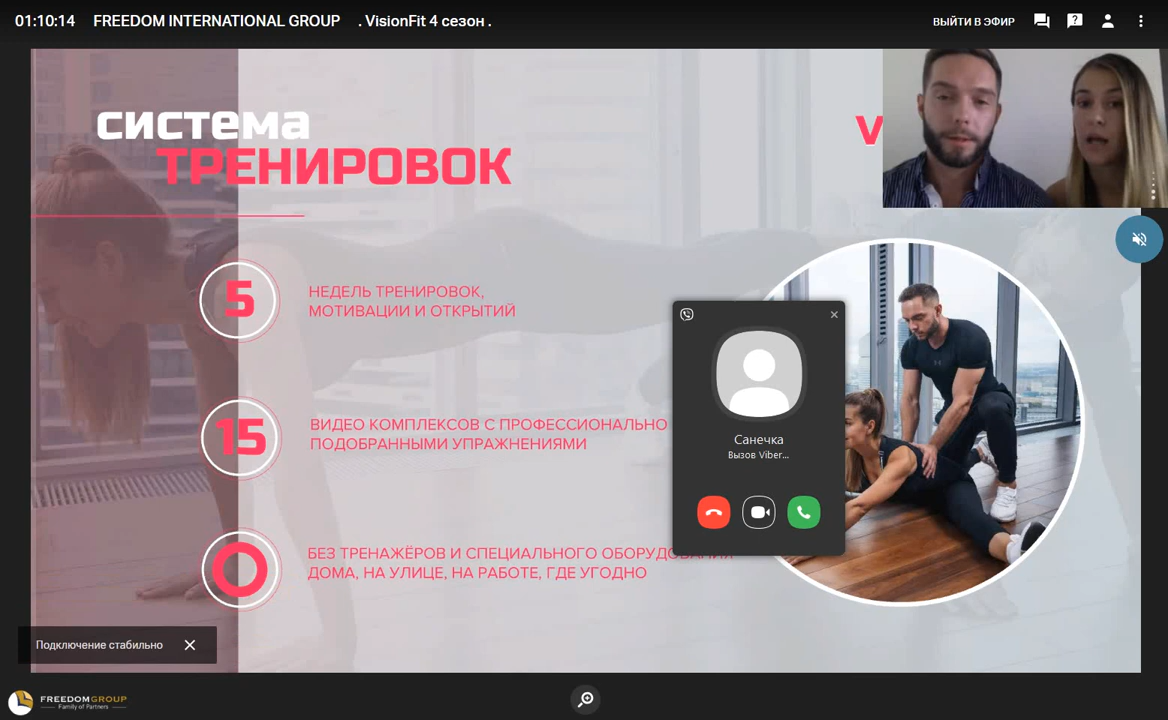 01:10:14 FREEDOM INTERNATIONAL GROUP . VisionFit 4 сезон .
ВЫЙТИ В ЭФИР
система
ТРЕНИРОВОК
V
5
НЕДЕЛЬ ТРЕНИРОВОК,
МОТИВАЦИИ И ОТКРЫТИЙ
15
ВИДЕО КОМПЛЕКСОВ С ПРОФЕССИОНАЛЬНО
ПОДОБРАННЫМИ УПРАЖНЕНИЯМИ
0
БЕЗ ТРЕНАЖЁРОВ И СПЕЦИАЛЬНОГО ОБОРУДОВАНИЯ
ДОМА, НА УЛИЦЕ, НА РАБОТЕ, ГДЕ УГОДНО
Санечка
Вызов Viber...
Подключение стабильно
FREEDOMGROUP
Family of Partners